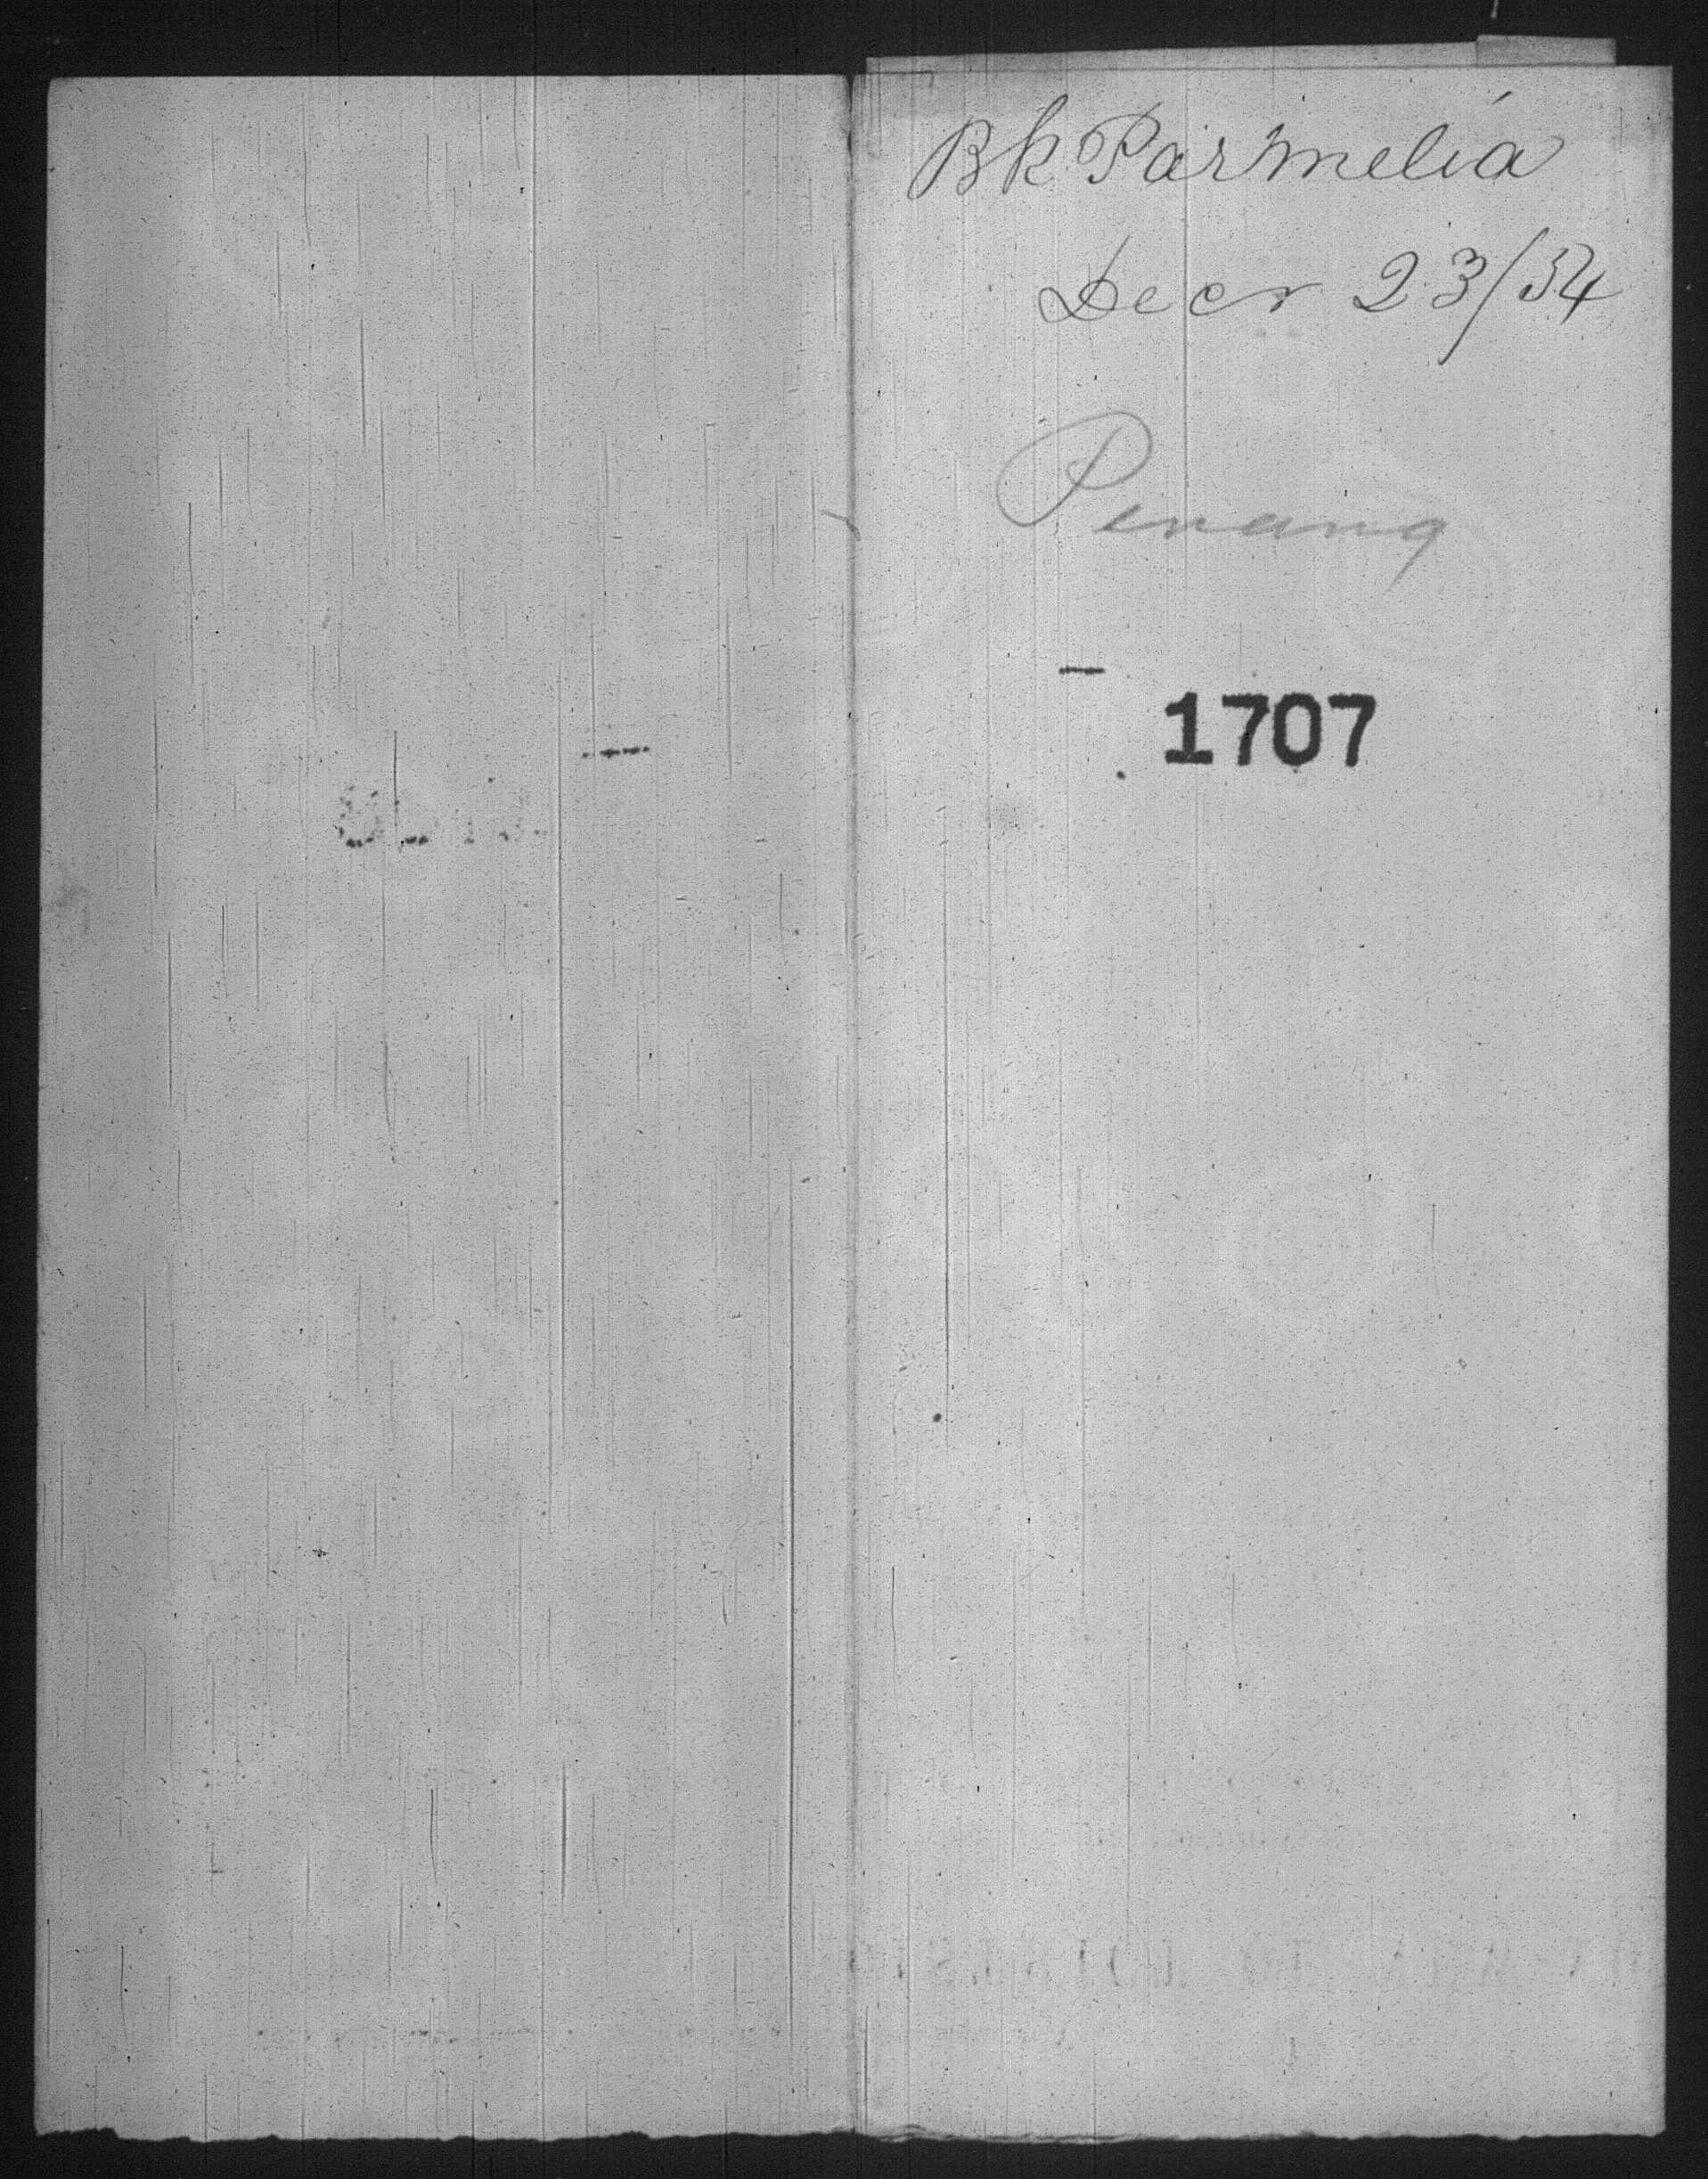 Bk Parmelia
Decr 23/54
Penang
1707